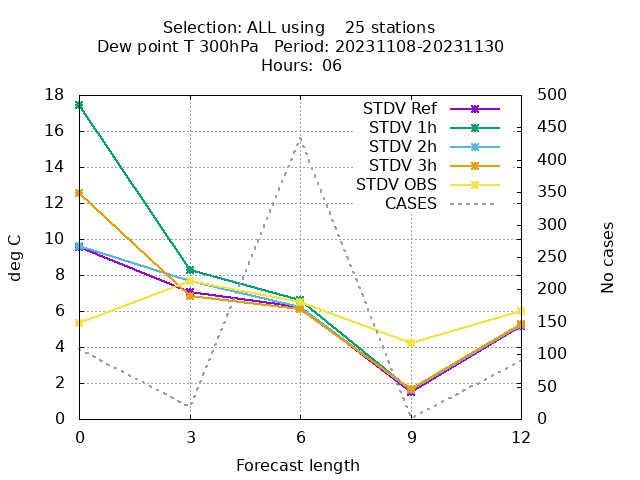 Selection: ALL using    25 stations
Dew point T 300hPa   Period: 20231108-20231130
Hours: 06
18
16
14
12
10
8
6
4
2
0
500
450
400
350
300
250
200
150
100
50
0
STDV Ref
STDV 1h
STDV 2h
STDV 3h
STDV OBS
CASES
deg C
No cases
0 3 6 9 12
Forecast length